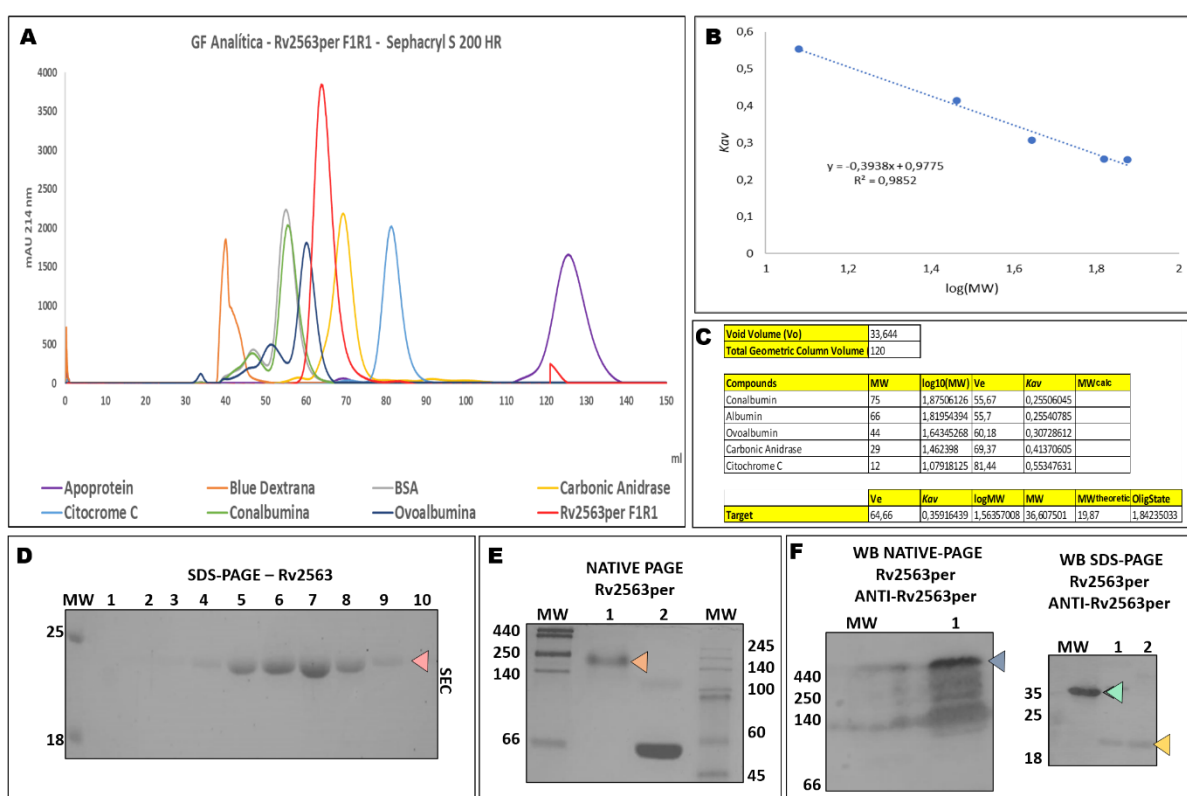 A
GF Analítica - Rv2563per F1R1 - Sephacryl S 200 HR
mAU 214 nm
4000
3500
3000
2500
2000
1500
1000
500
0
0 10 20 30 40 50 60 70 80 90 100 110 120 130 140 150
ml
Apoprotein Blue Dextrana BSA Carbonic Anidrase
Citocrome C Conalbumina Ovoalbumina Rv2563per F1R1
B
0,6
0,5
0,4
0,3
0,2
0,1
0
Kav
y = -0,3938x + 0,9775
R² = 0,9852
1 1,2 1,4 1,6 1,8 2
log(MW)
C
Void Volume (Vo) 33,644
Total Geometric Column Volume ( 120
Compounds MW log10(MW) Ve Kav MWcalc
Conalbumin 75 1,87506126 55,67 0,25506045
Albumin 66 1,81954394 55,7 0,25540785
Ovoalbumin 44 1,64345268 60,18 0,30728612
Carbonic Anidrase 29 1,462398 69,37 0,41370605
Citochrome C 12 1,07918125 81,44 0,55347631
Ve Kav logMW MW MWtheoretic OligState
Target 64,66 0,35916439 1,56357008 36,607501 19,87 1,84235033
D
SDS-PAGE – Rv2563
MW 1 2 3 4 5 6 7 8 9 10
25
18
SEC
E
NATIVE PAGE
Rv2563per
MW 1 2 MW
440
250
140
66
245
140
100
60
45
F
WB NATIVE-PAGE
Rv2563per
ANTI-Rv2563per
MW 1
440
250
140
66
WB SDS-PAGE
Rv2563per
ANTI-Rv2563per
MW 1 2
35
25
18